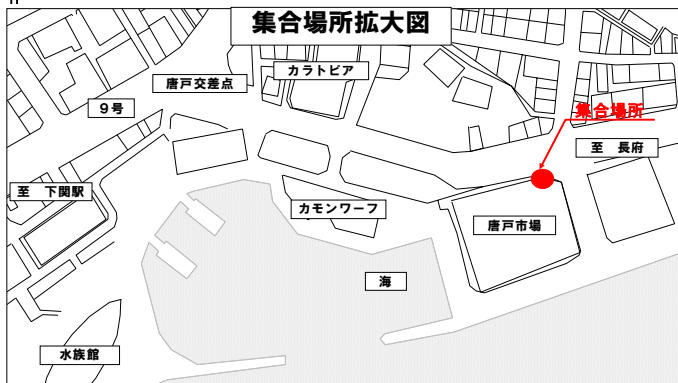 集合場所拡大図
カラトピア
唐戸交差点
9号
集合場所
至 長府
至 下関駅
カモンワーフ
唐戸市場
海
水族館